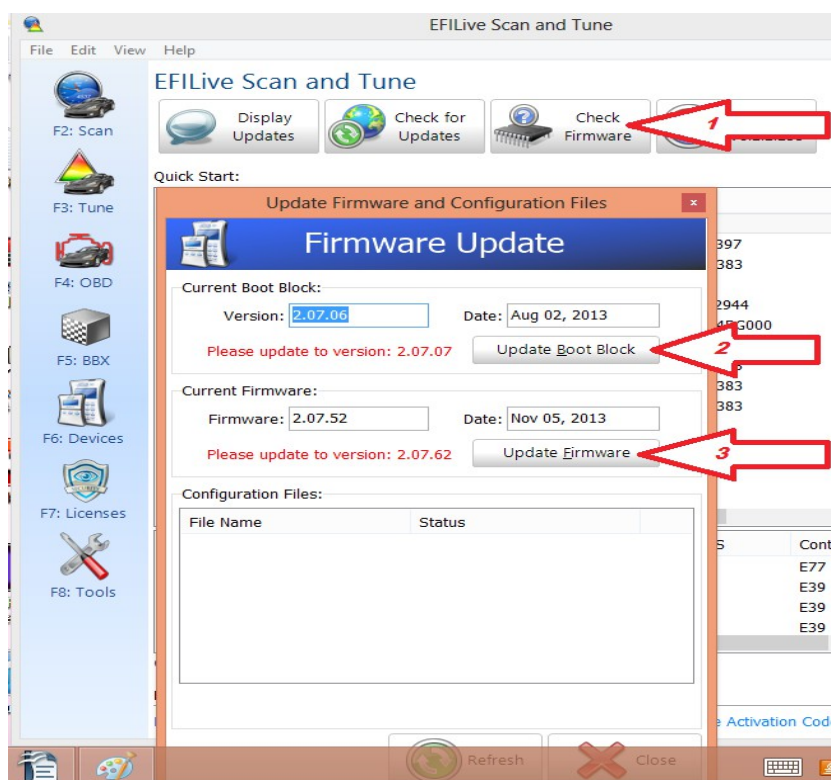 EFILive Scan and Tune
File Edit View Help
EFILive Scan and Tune
F2: Scan
Display Updates
Check for Updates
Check Firmware
1
Quick Start:
F3: Tune
Update Firmware and Configuration Files
x
Firmware Update
397
383
F4: OBD
Current Boot Block:
Version: 2.07.06 Date: Aug 02, 2013
2944
G000
Please update to version: 2.07.07 Update Boot Block
2
F5: BBX
Current Firmware:
383
Firmware: 2.07.52 Date: Nov 05, 2013
383
F6: Devices
Please update to version: 2.07.62 Update Firmware
3
Configuration Files:
File Name Status
F7: Licenses
S Cont
E77
E39
E39
E39
F8: Tools
e Activation Cod
Refresh Close